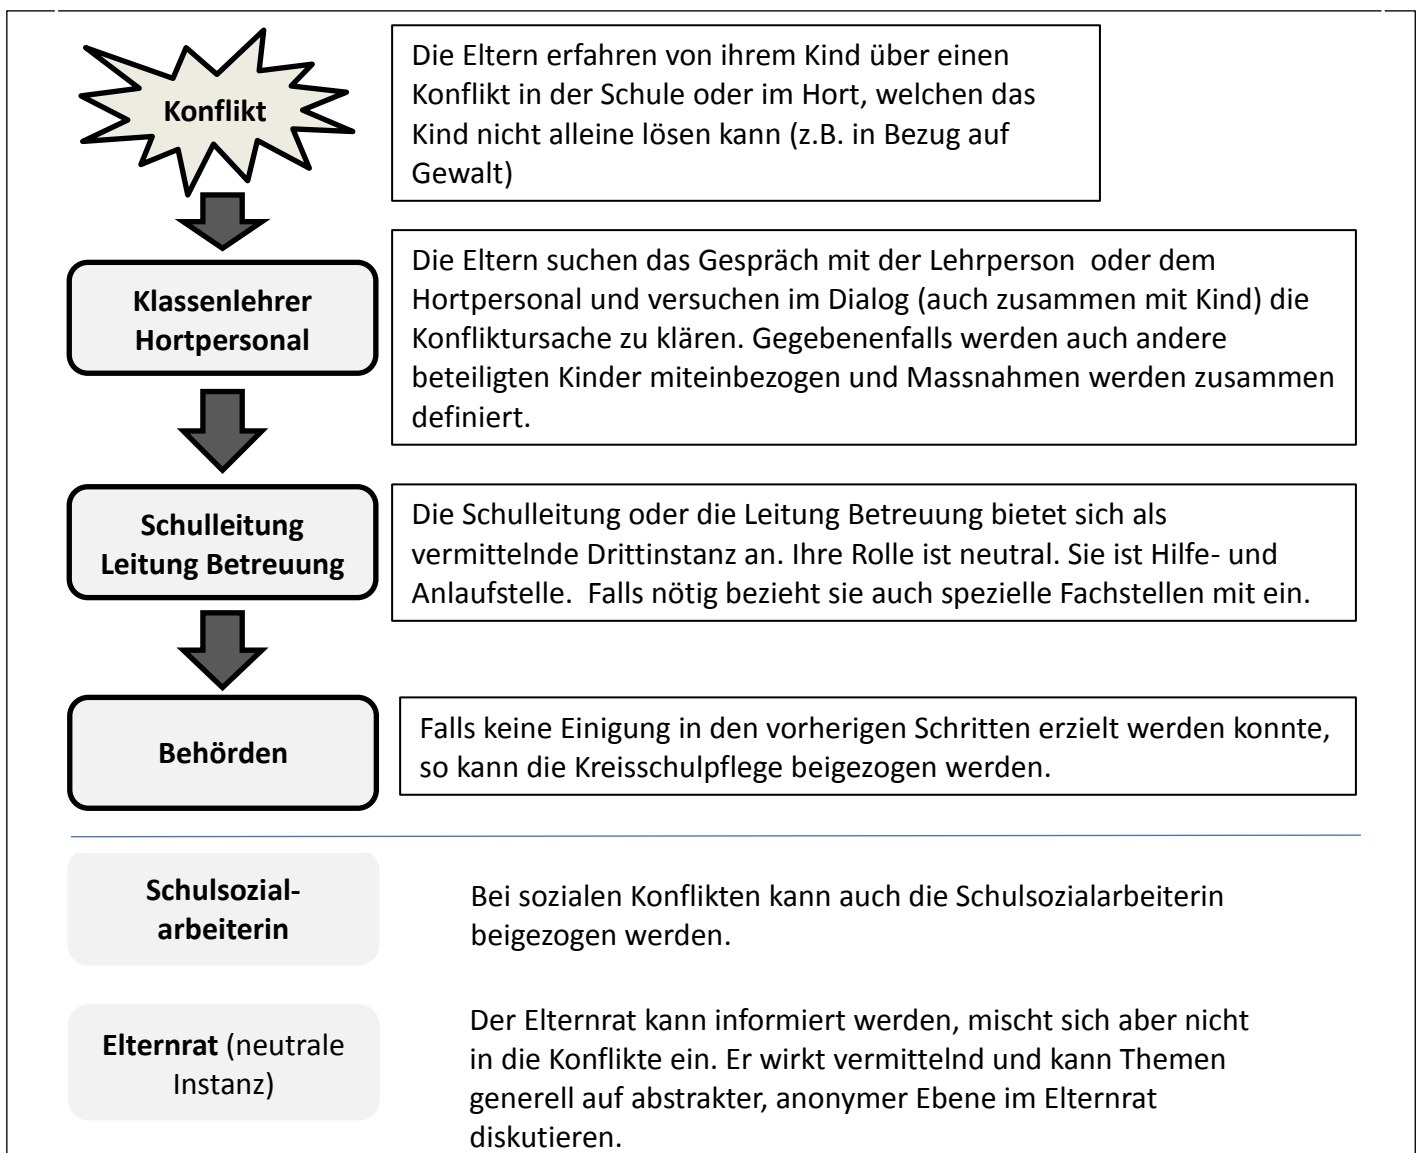 Konflikt
Die Eltern erfahren von ihrem Kind über einen
Konflikt in der Schule oder im Hort, welchen das
Kind nicht alleine lösen kann (z.B. in Bezug auf
Gewalt)
Klassenlehrer
Hortpersonal
Die Eltern suchen das Gespräch mit der Lehrperson  oder dem
Hortpersonal und versuchen im Dialog (auch zusammen mit Kind) die
Konfliktursache zu klären. Gegebenenfalls werden auch andere
beteiligten Kinder miteinbezogen und Massnahmen werden zusammen
definiert.
Schulleitung
Leitung Betreuung
Die Schulleitung oder die Leitung Betreuung bietet sich als
vermittelnde Drittinstanz an. Ihre Rolle ist neutral. Sie ist Hilfe- und
Anlaufstelle.  Falls nötig bezieht sie auch spezielle Fachstellen mit ein.
Behörden
Falls keine Einigung in den vorherigen Schritten erzielt werden konnte,
so kann die Kreisschulpflege beigezogen werden.
Schulsozial-
arbeiterin
Bei sozialen Konflikten kann auch die Schulsozialarbeiterin
beigezogen werden.
Elternrat (neutrale
Instanz)
Der Elternrat kann informiert werden, mischt sich aber nicht
in die Konflikte ein. Er wirkt vermittelnd und kann Themen
generell auf abstrakter, anonymer Ebene im Elternrat
diskutieren.